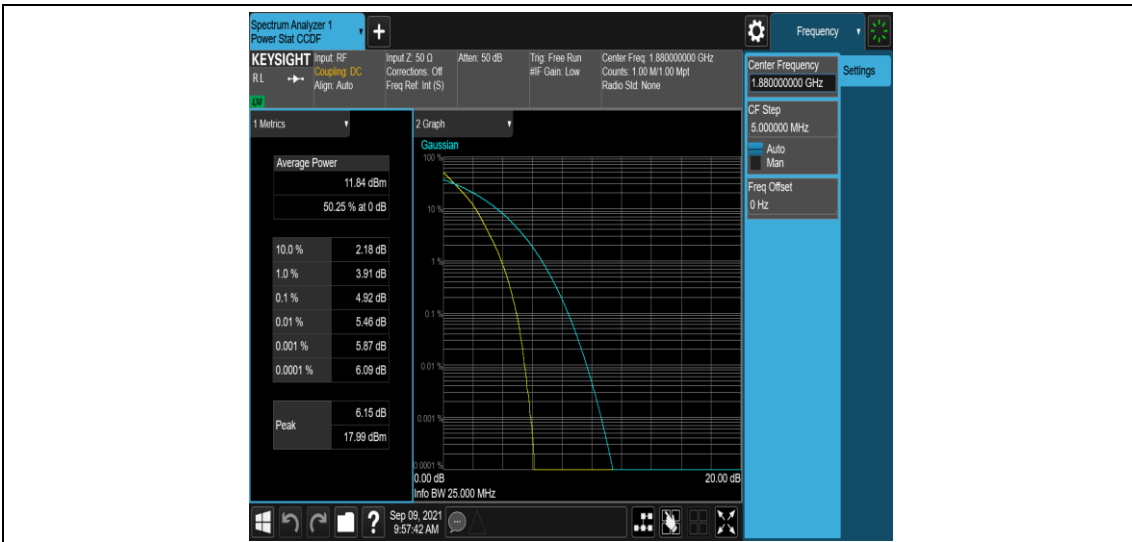 Spectrum Analyzer 1
Power Stat CCDF
+
Frequency
KEYSIGHT
RL
LXI
Input: RF
Coupling: DC
Align: Auto
Input Z: 50 Ω
Corrections: Off
Freq Ref: Int (S)
Atten: 50 dB
Trig: Free Run
#IF Gain: Low
Center Freq: 1.880000000 GHz
Counts: 1.00 M/1.00 Mpt
Radio Std: None
Center Frequency
1.880000000 GHz
Settings
CF Step
5.000000 MHz
Auto
Man
Freq Offset
0 Hz
1 Metrics
Average Power
11.84 dBm
50.25 % at 0 dB
10.0 % 2.18 dB
1.0 % 3.91 dB
0.1 % 4.92 dB
0.01 % 5.46 dB
0.001 % 5.87 dB
0.0001 % 6.09 dB
Peak
6.15 dB
17.99 dBm
2 Graph
Gaussian
100 %
10 %
1 %
0.1 %
0.01 %
0.001 %
0.0001 %
0.00 dB 20.00 dB
Info BW 25.000 MHz
?
Sep 09, 2021
9:57:42 AM